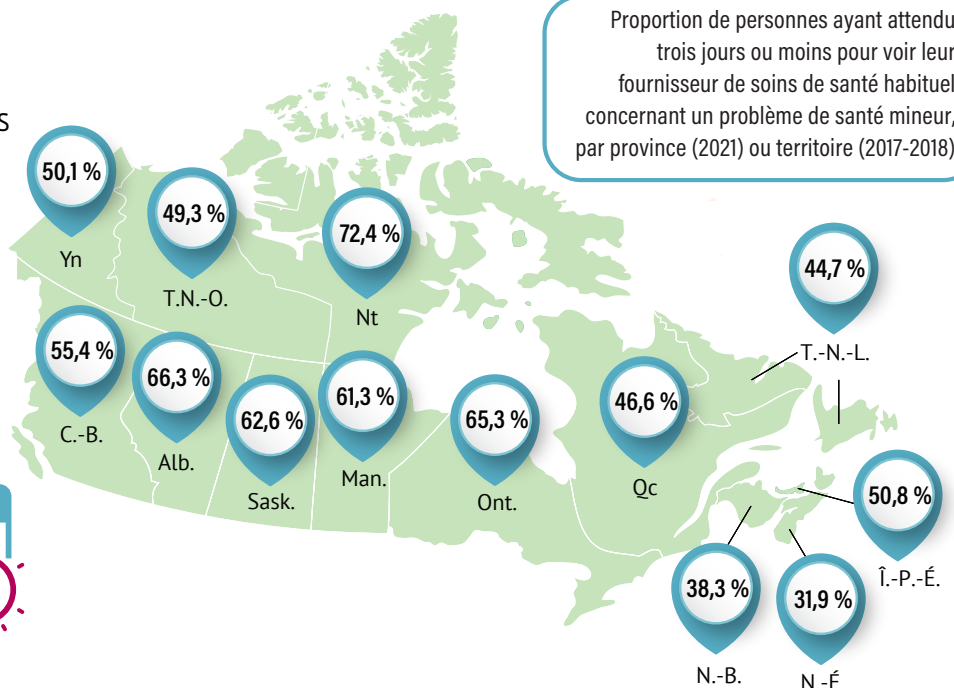 Proportion de personnes ayant attendu
trois jours ou moins pour voir leur
fournisseur de soins de santé habituel
concernant un problème de santé mineur,
par province (2021) ou territoire (2017-2018)
S
50,1 %
Yn
49,3 %
T.N.-O.
72,4 %
Nt
44,7 %
T.-N.-L.
55,4 %
C.-B.
66,3 %
Alb.
62,6 %
Sask.
61,3 %
Man.
65,3 %
Ont.
46,6 %
Qc
50,8 %
Î.-P.-É.
38,3 %
N.-B.
31,9 %
N.-É